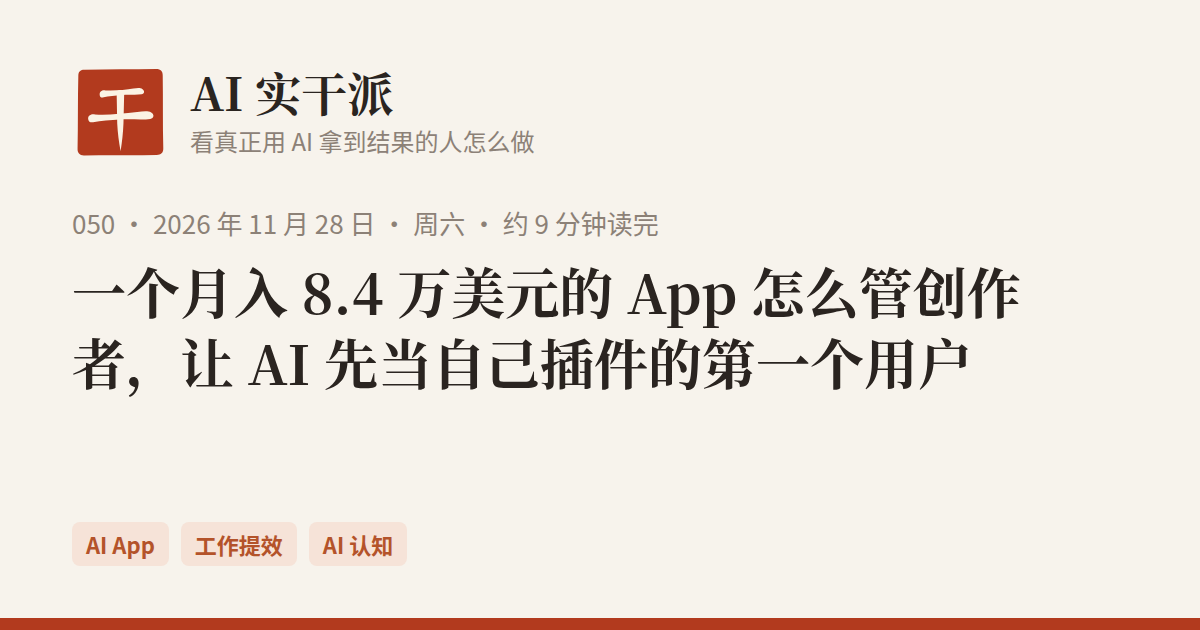 干
AI 实干派
看真正用 AI 拿到结果的人怎么做
050 · 2026 年 11 月 28 日 · 周六 · 约 9 分钟读完
一个月入 8.4 万美元的 App 怎么管创作
者，让 AI 先当自己插件的第一个用户
AI App 工作提效 AI 认知